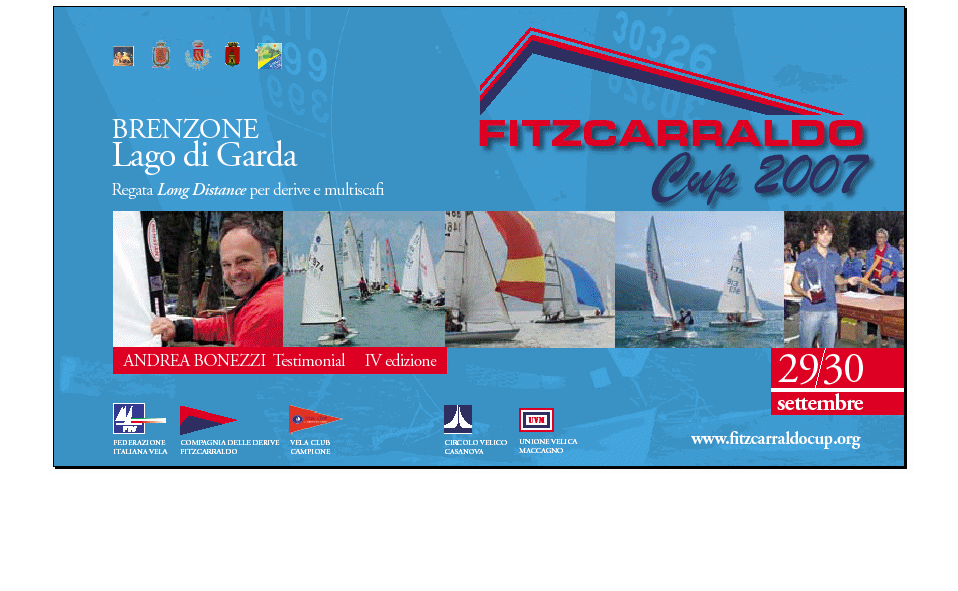 30326
FITZCARRALDO
Cup 2007
BRENZONE
Lago di Garda
Regata Long Distance per derive e multiscafi
ANDREA BONEZZI Testimonial IV edizione
29/30
settembre
FIV
UVM
FEDERAZIONE
ITALIANA VELA
COMPAGNIA DELLE DERIVE
FITZCARRALDO
VELA CLUB
CAMPIONE
CIRCOLO VELICO
CASANOVA
UNIONE VELICA
MACCAGNO
www.fitzcarraldocup.org